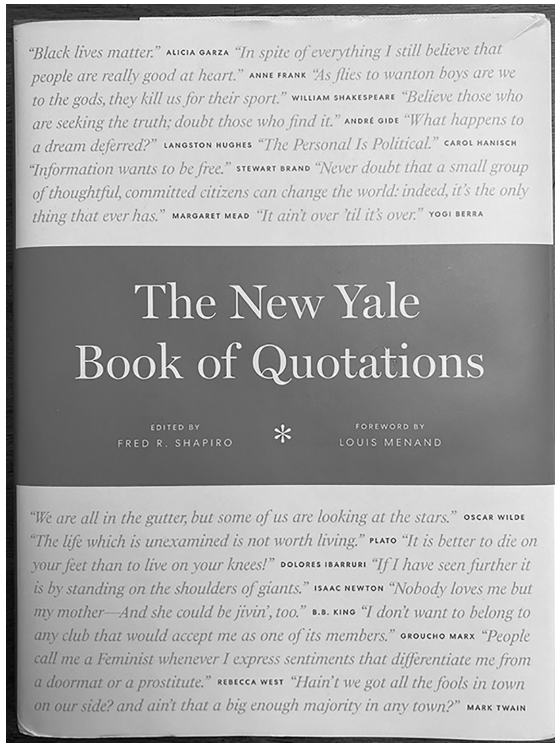 “Black lives matter.” ALICIA GARZA “In spite of everything I still believe that
people are really good at heart.” ANNE FRANK “As flies to wanton boys are we
to the gods, they kill us for their sport.” WILLIAM SHAKESPEARE “Believe those who
are seeking the truth; doubt those who find it.” ANDRÉ GIDE “What happens to
a dream deferred?” LANGSTON HUGHES “The Personal Is Political.” CAROL HANISCH
“Information wants to be free.” STEWART BRAND “Never doubt that a small group
of thoughtful, committed citizens can change the world: indeed, it’s the only
thing that ever has.” MARGARET MEAD “It ain’t over ’til it’s over.” YOGI BERRA
The New Yale
Book of Quotations
EDITED BY
FRED R. SHAPIRO
*
FOREWORD BY
LOUIS MENAND
“We are all in the gutter, but some of us are looking at the stars.” OSCAR WILDE
“The life which is unexamined is not worth living.” PLATO “It is better to die on
your feet than to live on your knees!” DOLORES IBARRURI “If I have seen further it
is by standing on the shoulders of giants.” ISAAC NEWTON “Nobody loves me but
my mother—And she could be jivin’, too.” B.B. KING “I don’t want to belong to
any club that would accept me as one of its members.” GROUCHO MARX “People
call me a Feminist whenever I express sentiments that differentiate me from
a doormat or a prostitute.” REBECCA WEST “Hain’t we got all the fools in town
on our side? and ain’t that a big enough majority in any town?” MARK TWAIN